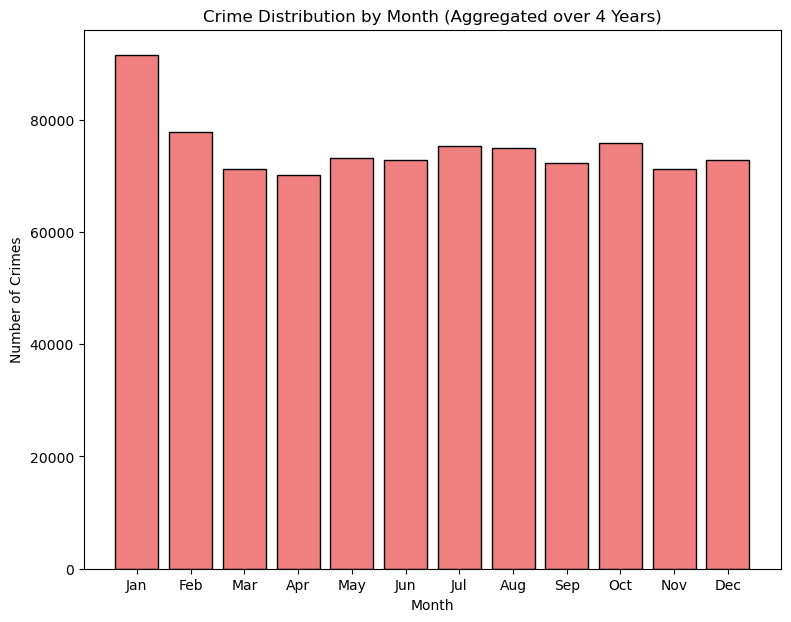 Crime Distribution by Month (Aggregated over 4 Years)
Number of Crimes
80000
60000
40000
20000
0
Jan Feb Mar Apr May Jun Jul Aug Sep Oct Nov Dec
Month